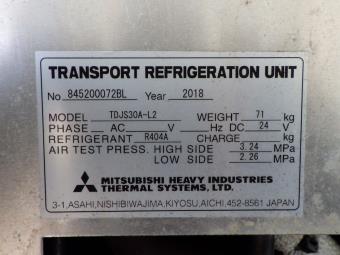 TRANSPORT REFRIGERATION UNIT
No 845200072BL Year 2018
MODEL TDJS30A-L2 WEIGHT 71 kg
PHASE AC V Hz DC 24 V
REFRIGERANT R404A CHARGE kg
AIR TEST PRESS. HIGH SIDE 3.24 MPa
LOW SIDE 2.26 MPa
MITSUBISHI HEAVY INDUSTRIES
THERMAL SYSTEMS, LTD.
3-1, ASAHI, NISHIBIWAJIMA, KIYOSU, AICHI, 452-8561 JAPAN